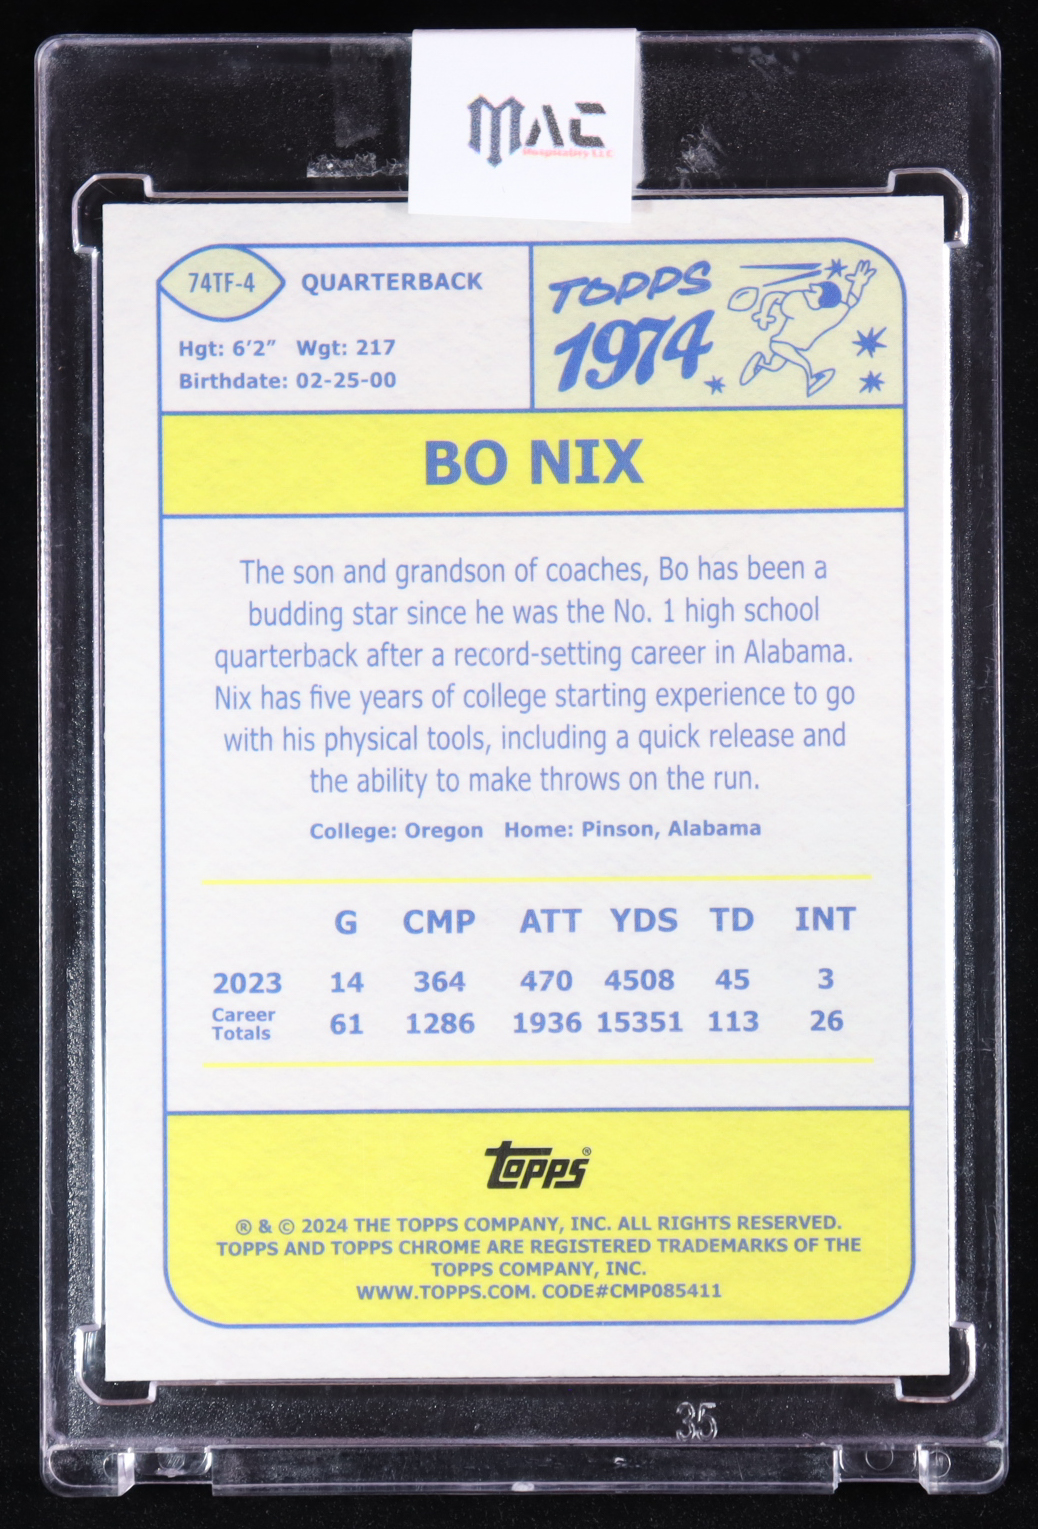 MAC
74TF-4 QUARTERBACK
Hgt: 6'2" Wgt: 217
Birthdate: 02-25-00
TOPPS
1974
BO NIX
The son and grandson of coaches, Bo has been a
budding star since he was the No. 1 high school
quarterback after a record-setting career in Alabama.
Nix has five years of college starting experience to go
with his physical tools, including a quick release and
the ability to make throws on the run.
College: Oregon Home: Pinson, Alabama
G CMP ATT YDS TD INT
2023 14 364 470 4508 45 3
Career Totals 61 1286 1936 15351 113 26
topps®
® & © 2024 THE TOPPS COMPANY, INC. ALL RIGHTS RESERVED.
TOPPS AND TOPPS CHROME ARE REGISTERED TRADEMARKS OF THE
TOPPS COMPANY, INC.
WWW.TOPPS.COM. CODE#CMP085411
35